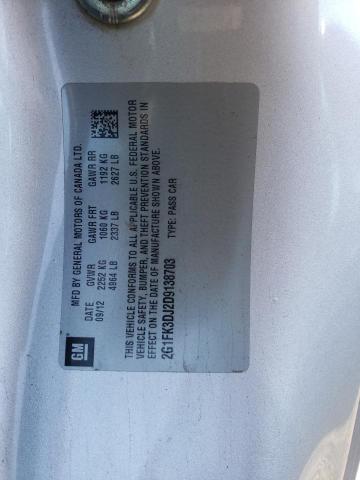 GM
MFD BY GENERAL MOTORS OF CANADA LTD.
DATE GVWR GAWR FRT GAWR RR
09/12 2252 KG 1060 KG 1192 KG
4964 LB 2337 LB 2627 LB
THIS VEHICLE CONFORMS TO ALL APPLICABLE U.S. FEDERAL MOTOR
VEHICLE SAFETY, BUMPER, AND THEFT PREVENTION STANDARDS IN
EFFECT ON THE DATE OF MANUFACTURE SHOWN ABOVE.
2G1FK3DJ2D9138703 TYPE: PASS CAR